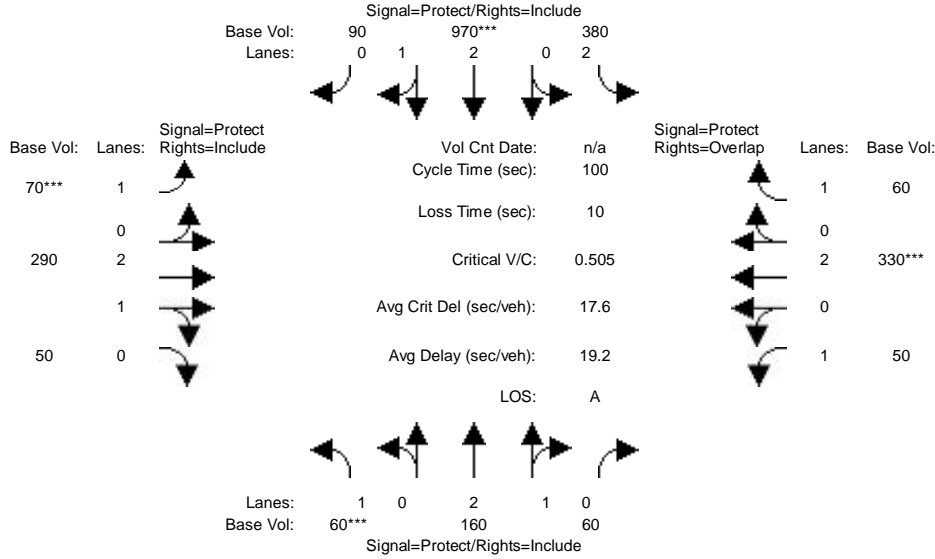 Signal=Protect/Rights=Include
Base Vol: 90 970*** 380
Lanes: 0 1 2 0 2
Signal=Protect
Rights=Include
Signal=Protect
Rights=Overlap
Base Vol: Lanes: Vol Cnt Date: n/a Lanes: Base Vol:
Cycle Time (sec): 100
70*** 1 1 60
Loss Time (sec): 10
0 0
290 2 Critical V/C: 0.505 2 330***
1 Avg Crit Del (sec/veh): 17.6 0
50 0 Avg Delay (sec/veh): 19.2 1 50
LOS: A
Lanes: 1 0 2 1 0
Base Vol: 60*** 160 60
Signal=Protect/Rights=Include